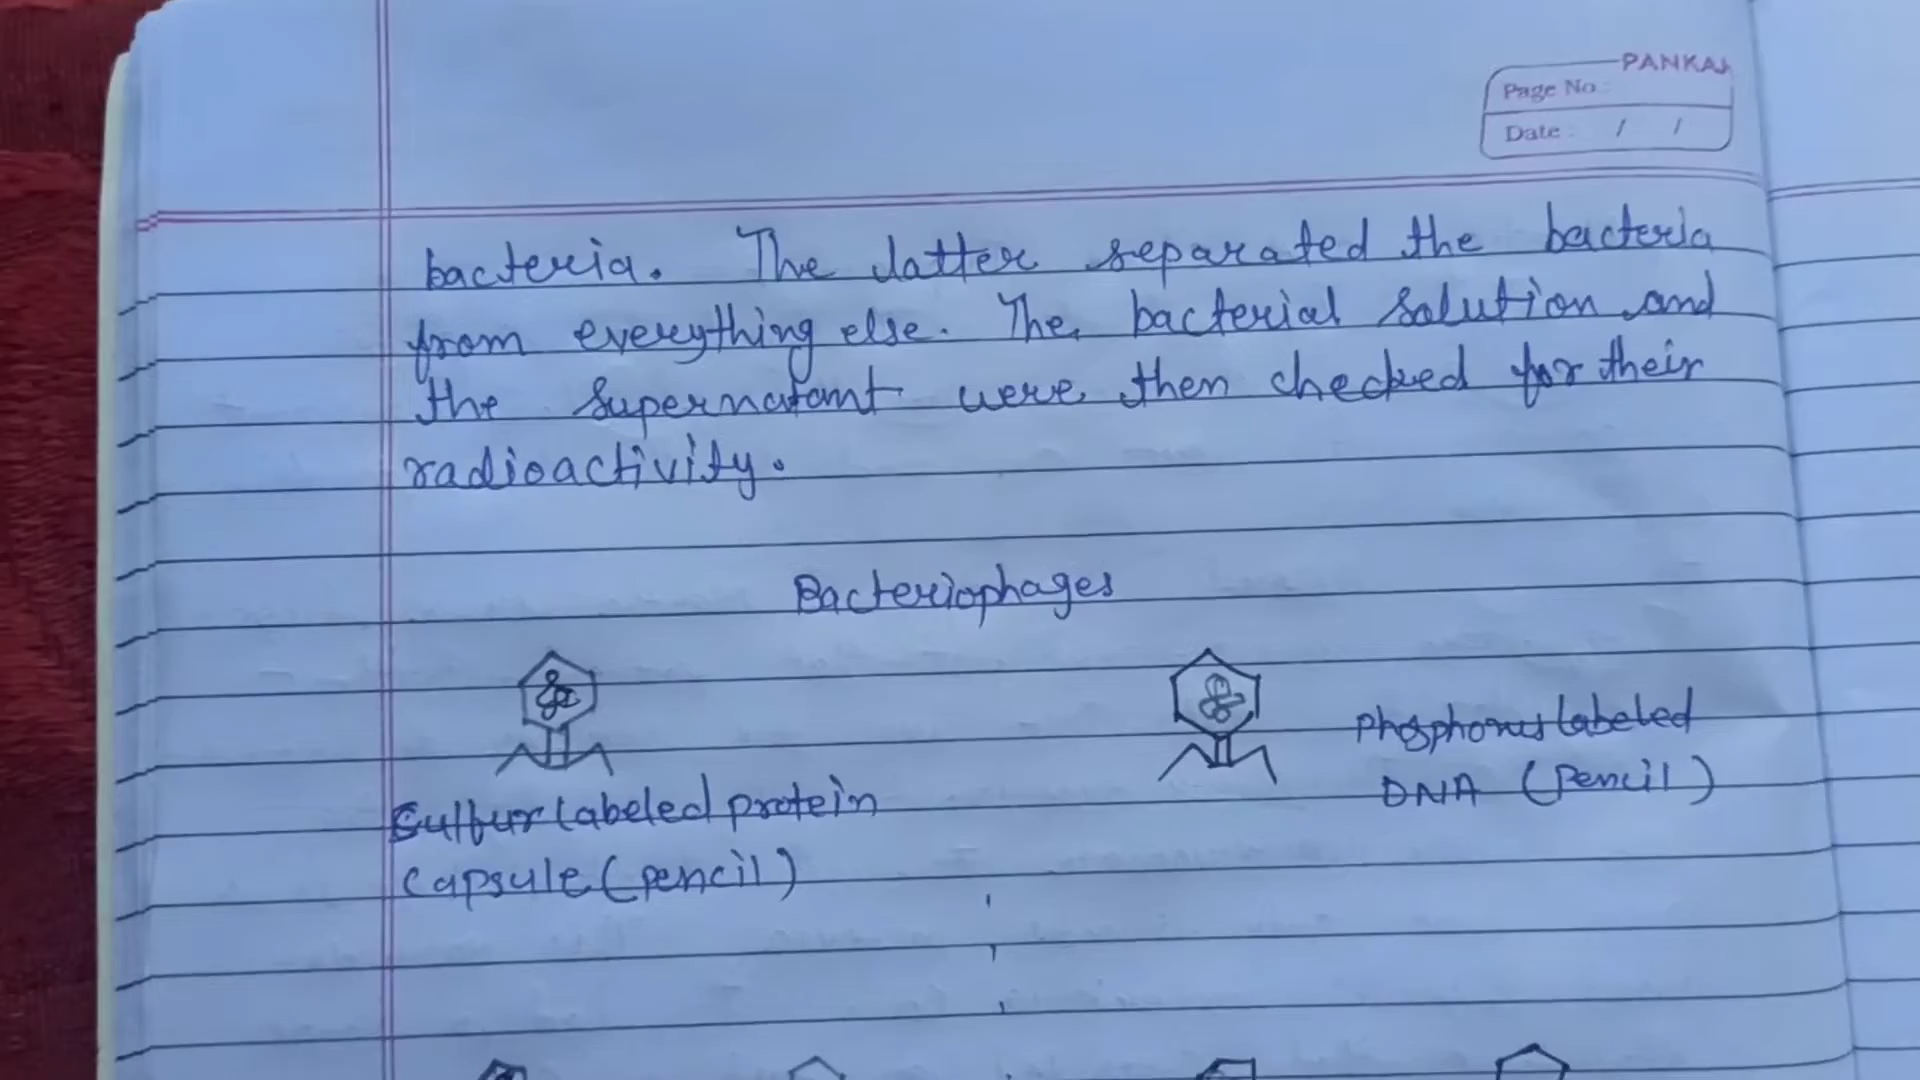 PANKAJ
Page No :
Date : / /
bacteria. The latter separated the bacteria
from everything else. The bacterial solution and
the supernatant were then checked for their
radioactivity.
Bacteriophages
Phosphorus labeled
DNA (Pencil)
Sulfur labeled protein
Capsule (pencil)